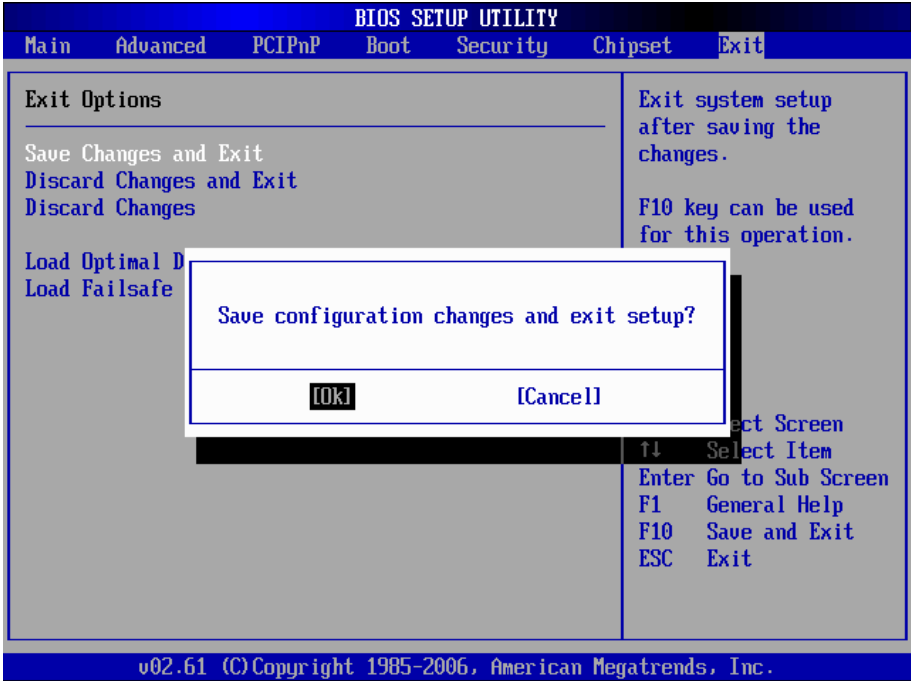 BIOS SETUP UTILITY
Main Advanced PCIPnP Boot Security Chipset Exit
Exit Options
Save Changes and Exit
Discard Changes and Exit
Discard Changes
Load Optimal D
Load Failsafe
Exit system setup
after saving the
changes.
F10 key can be used
for this operation.
Save configuration changes and exit setup?
[Ok] [Cancel]
ect Screen
↑↓ Select Item
Enter Go to Sub Screen
F1 General Help
F10 Save and Exit
ESC Exit
v02.61 (C)Copyright 1985-2006, American Megatrends, Inc.